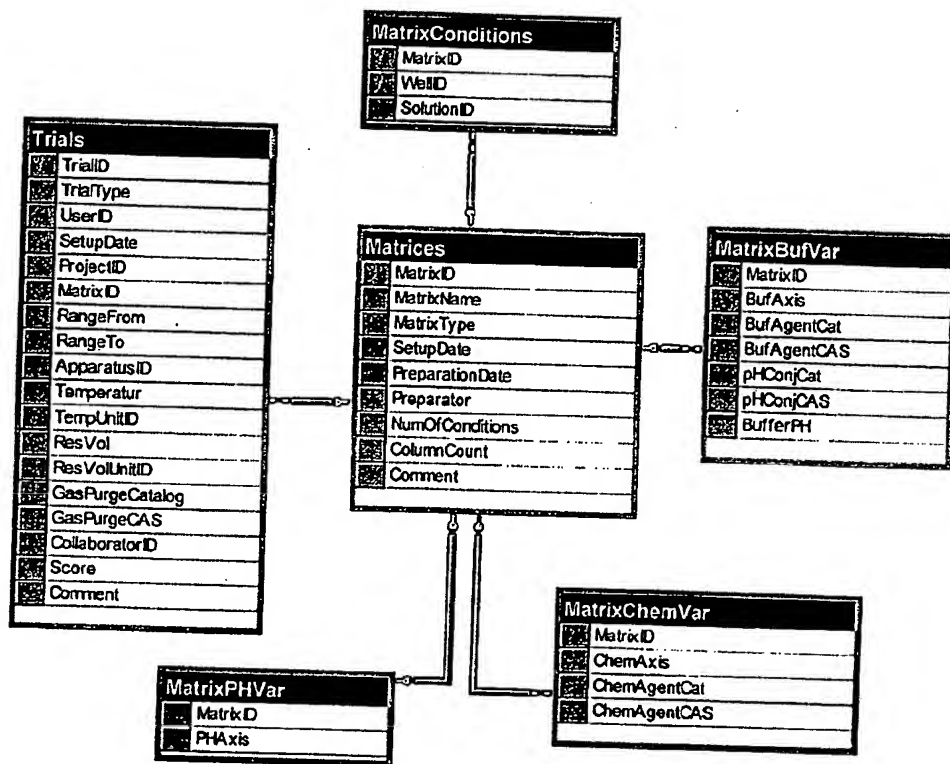 MatrixConditions
MatrixID
WellID
SolutionID
Trials
TrialID
TrialType
UserID
SetupDate
ProjectID
MatrixID
RangeFrom
RangeTo
ApparatusID
Temperatur
TempUnitID
ResVol
ResVolUnitID
GasPurgeCatalog
GasPurgeCAS
CollaboratorID
Score
Comment
Matrices
MatrixID
MatrixName
MatrixType
SetupDate
PreparationDate
Preparator
NumOfConditions
ColumnCount
Comment
MatrixBufVar
MatrixID
BufAxis
BufAgentCat
BufAgentCAS
pHConjCat
pHConjCAS
BufferPH
MatrixPHVar
MatrixID
PHAxis
MatrixChemVar
MatrixID
ChemAxis
ChemAgentCat
ChemAgentCAS